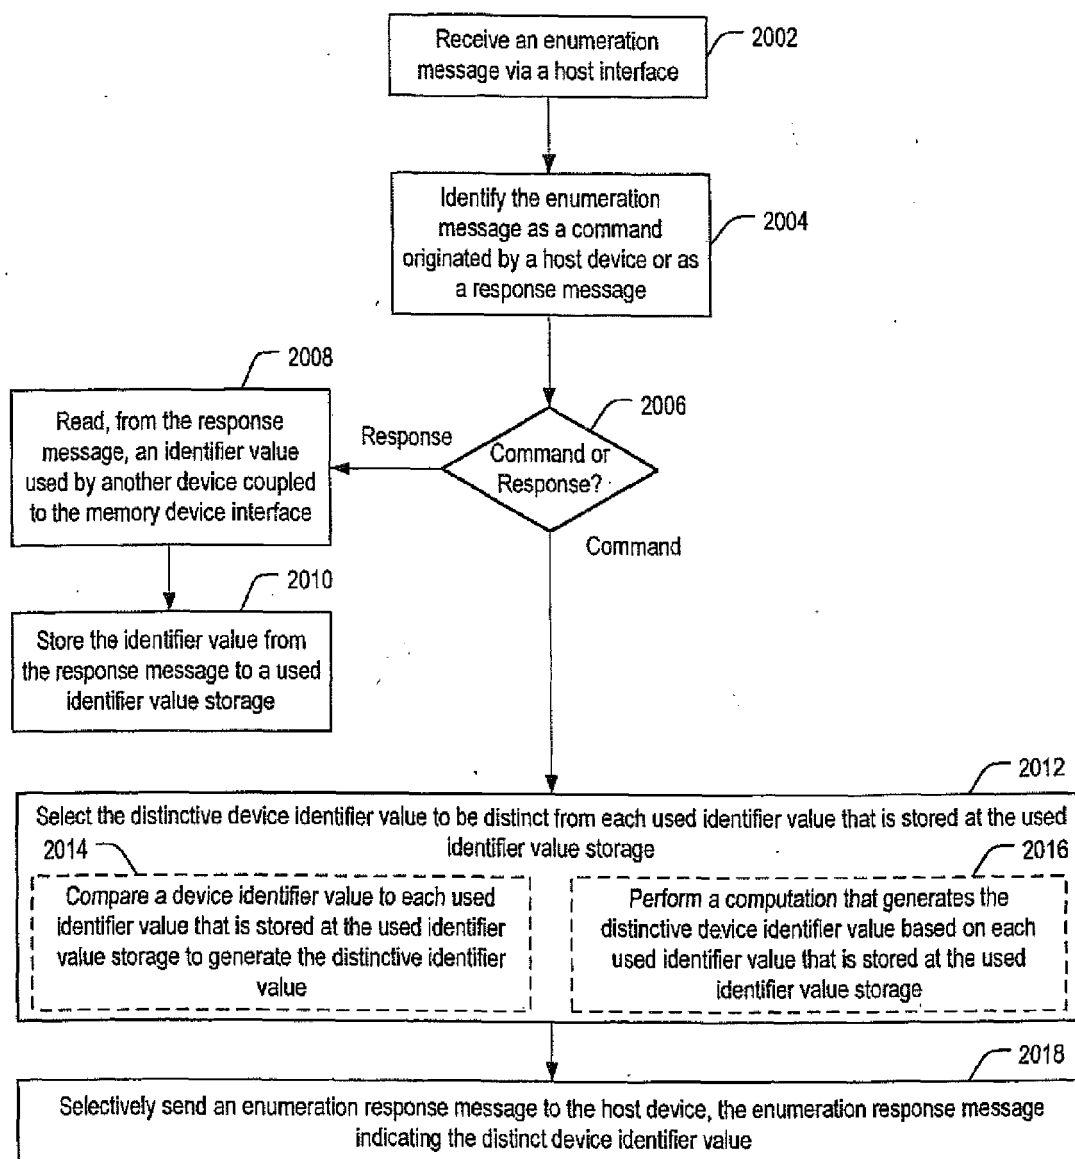 Receive an enumeration
message via a host interface
2002
Identify the enumeration
message as a command
originated by a host device or as
a response message
2004
2006
Command or
Response?
Response
Command
2008
Read, from the response
message, an identifier value
used by another device coupled
to the memory device interface
2010
Store the identifier value from
the response message to a used
identifier value storage
2012
Select the distinctive device identifier value to be distinct from each used identifier value that is stored at the used
identifier value storage
2014
Compare a device identifier value to each used
identifier value that is stored at the used identifier
value storage to generate the distinctive identifier
value
2016
Perform a computation that generates the
distinctive device identifier value based on each
used identifier value that is stored at the used
identifier value storage
2018
Selectively send an enumeration response message to the host device, the enumeration response message
indicating the distinct device identifier value